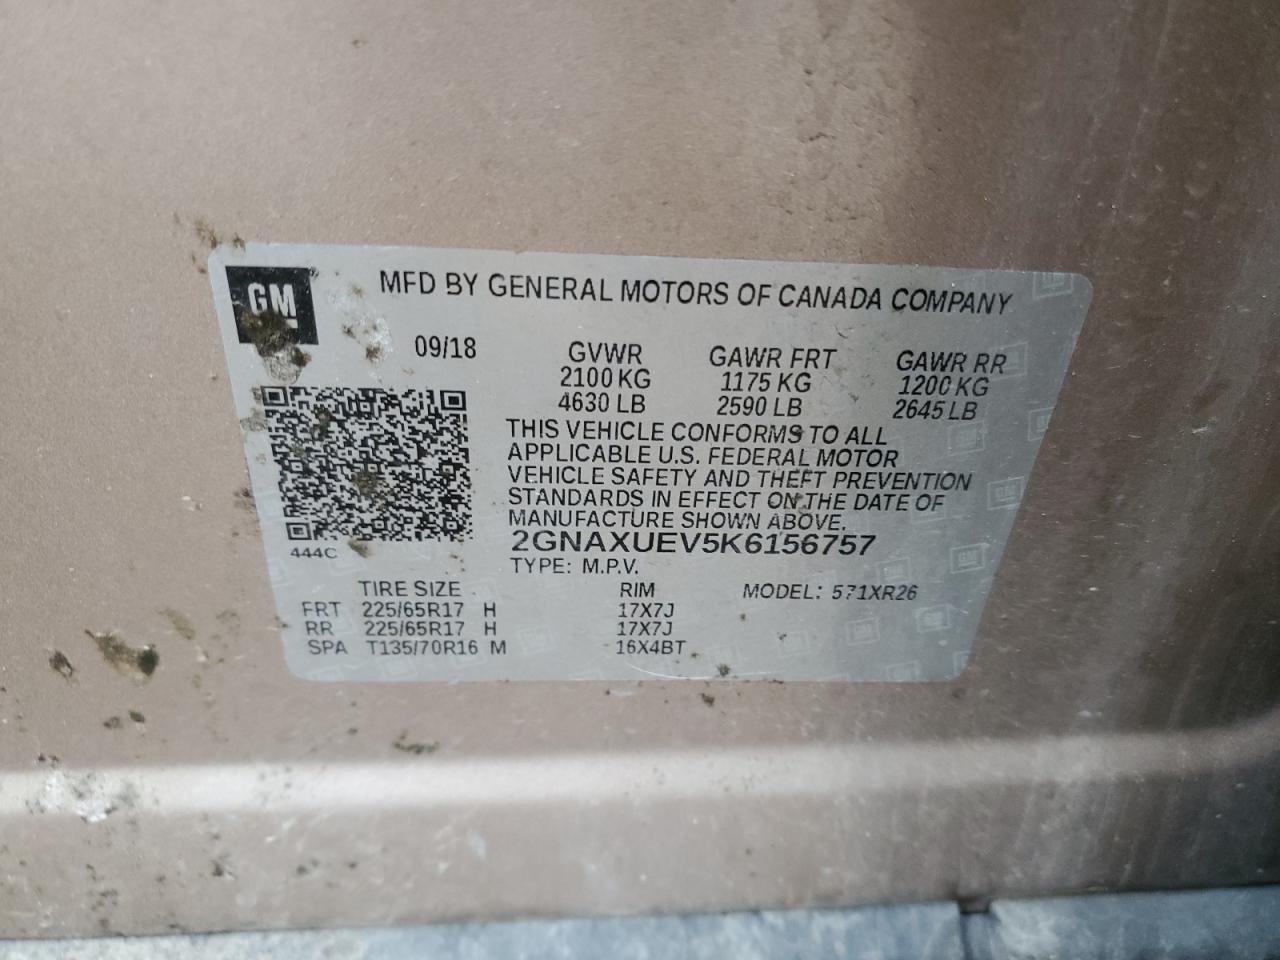 GM
MFD BY GENERAL MOTORS OF CANADA COMPANY
09/18 GVWR GAWR FRT GAWR RR
2100 KG 1175 KG 1200 KG
4630 LB 2590 LB 2645 LB
THIS VEHICLE CONFORMS TO ALL
APPLICABLE U.S. FEDERAL MOTOR
VEHICLE SAFETY AND THEFT PREVENTION
STANDARDS IN EFFECT ON THE DATE OF
MANUFACTURE SHOWN ABOVE.
2GNAXUEV5K6156757
444C
TYPE: M.P.V.
TIRE SIZE RIM MODEL: 571XR26
FRT 225/65R17 H 17X7J
RR 225/65R17 H 17X7J
SPA T135/70R16 M 16X4BT